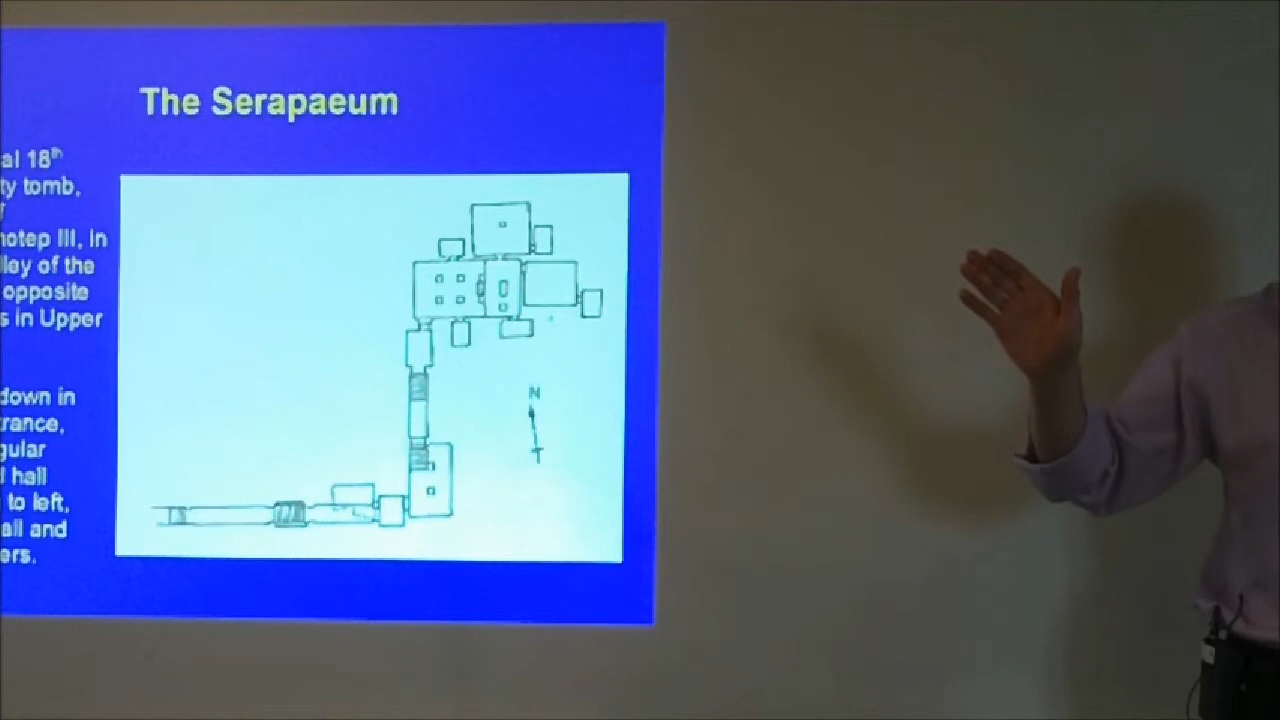 The Serapaeum
al 18th
ty tomb,
notep III, in
lley of the
opposite
s in Upper
down in
trance,
gular
hall
to left,
all and
ers.
N